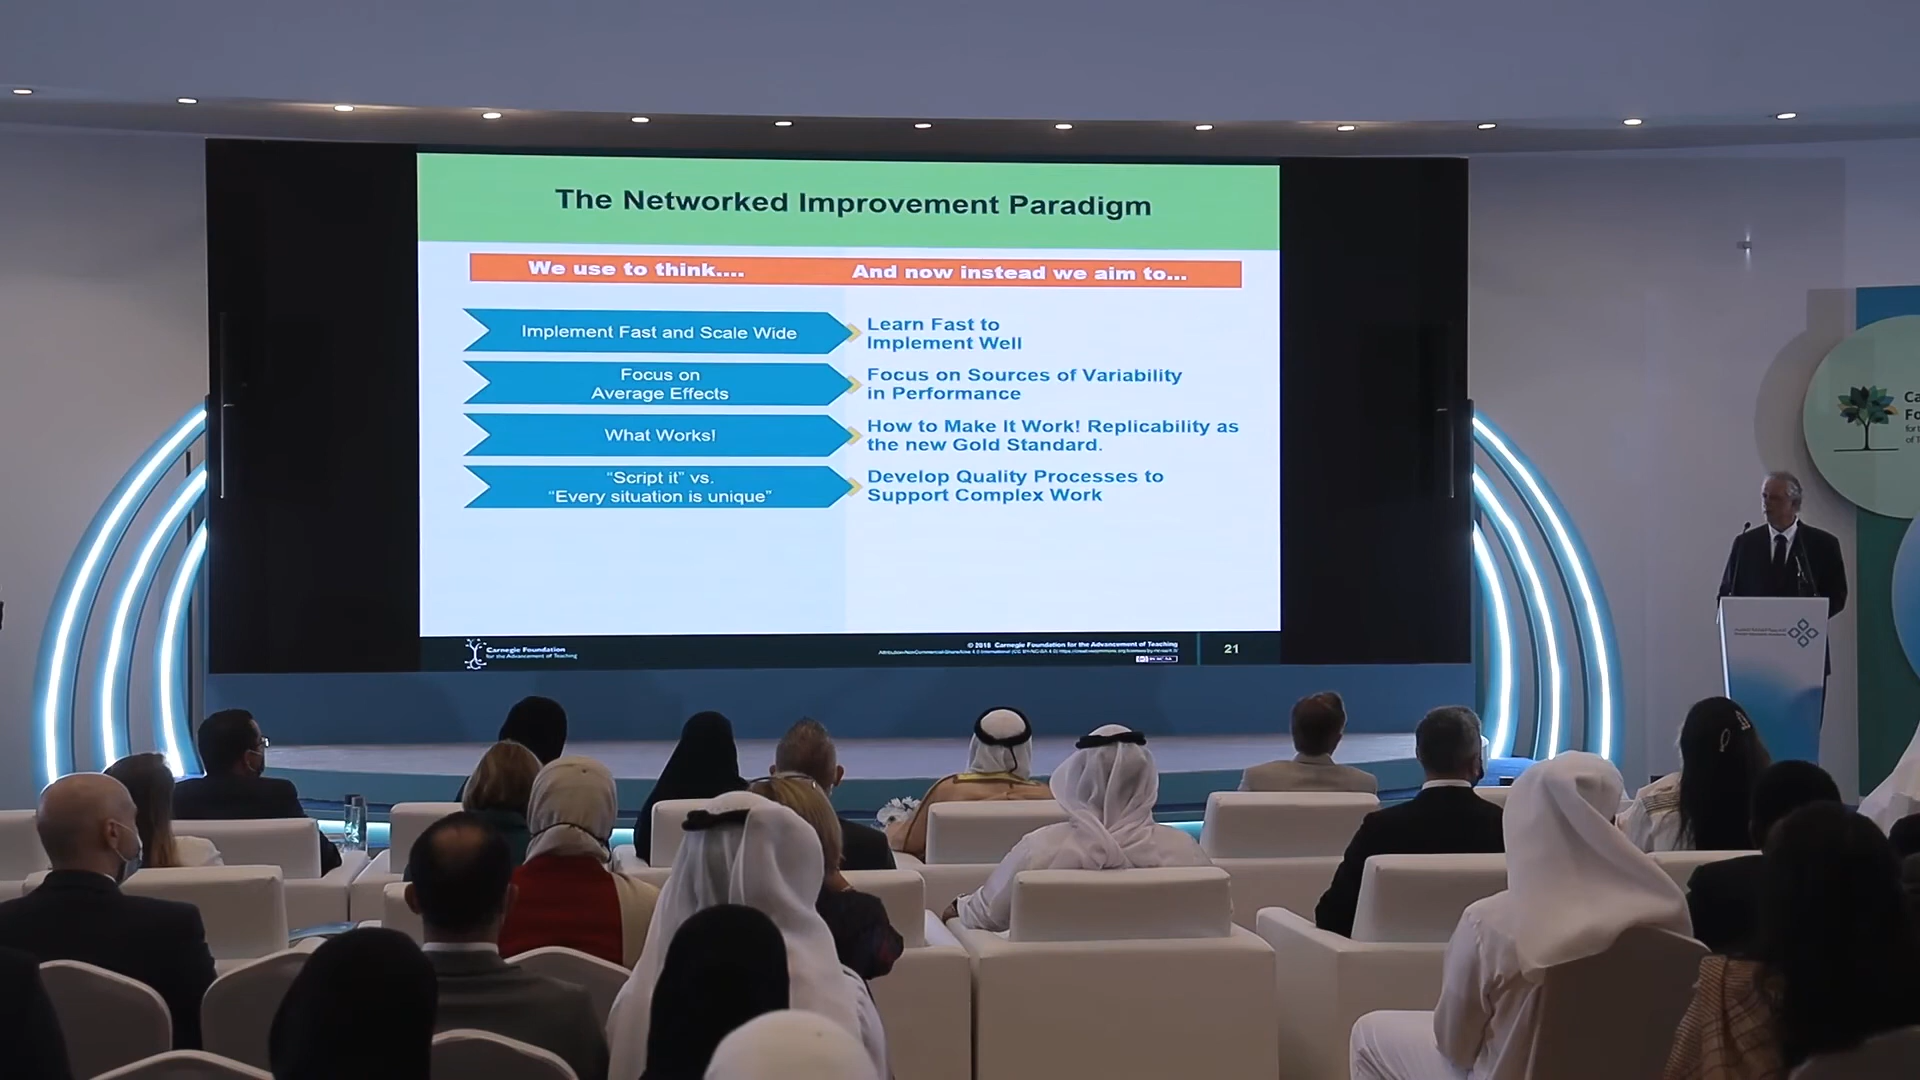 The Networked Improvement Paradigm
We use to think....
And now instead we aim to...
Implement Fast and Scale Wide
Learn Fast to
Implement Well
Focus on
Average Effects
Focus on Sources of Variability
in Performance
What Works!
How to Make It Work! Replicability as
the new Gold Standard.
“Script it” vs.
“Every situation is unique”
Develop Quality Processes to
Support Complex Work
Carnegie Foundation
for the Advancement of Teaching
© 2018 Carnegie Foundation for the Advancement of Teaching
21
Ca
Fo
for t
of T